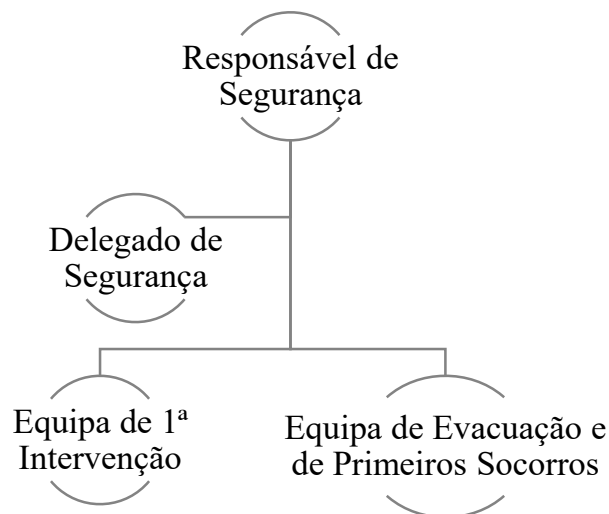 Responsável de
Segurança
Delegado de
Segurança
Equipa de 1ª
Intervenção
Equipa de Evacuação e
de Primeiros Socorros